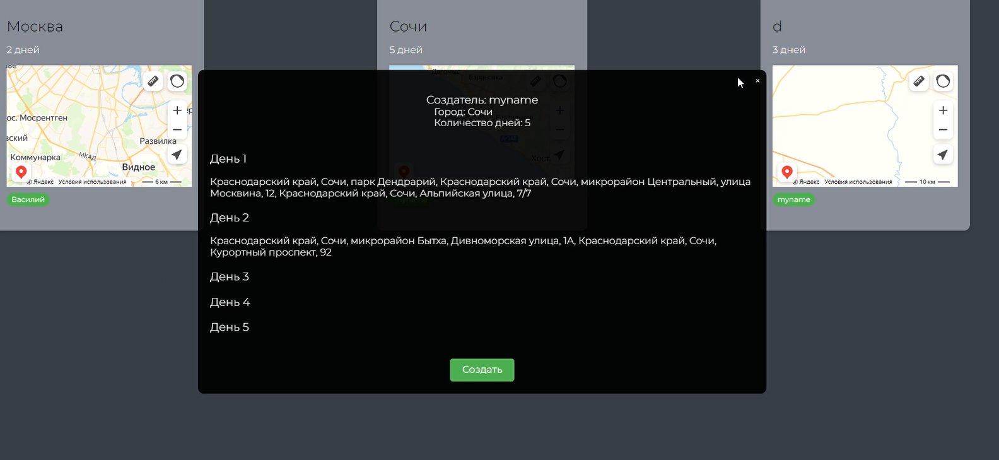 Москва
2 дней
ье
ос. Мосрентген
вский
Коммунарка
МКАД
Развилка
Видное
© Яндекс Условия использования
6 км
Василий
Сочи
5 дней
Барановка
Хост
Создатель: myname
Город: Сочи
Количество дней: 5
День 1
Краснодарский край, Сочи, парк Дендрарий, Краснодарский край, Сочи, микрорайон Центральный, улица
Москвина, 12, Краснодарский край, Сочи, Альпийская улица, 7/7
День 2
Краснодарский край, Сочи, микрорайон Бытха, Дивноморская улица, 1А, Краснодарский край, Сочи,
Курортный проспект, 92
День 3
День 4
День 5
Создать
×
d
3 дней
© Яндекс Условия использования
10 км
myname